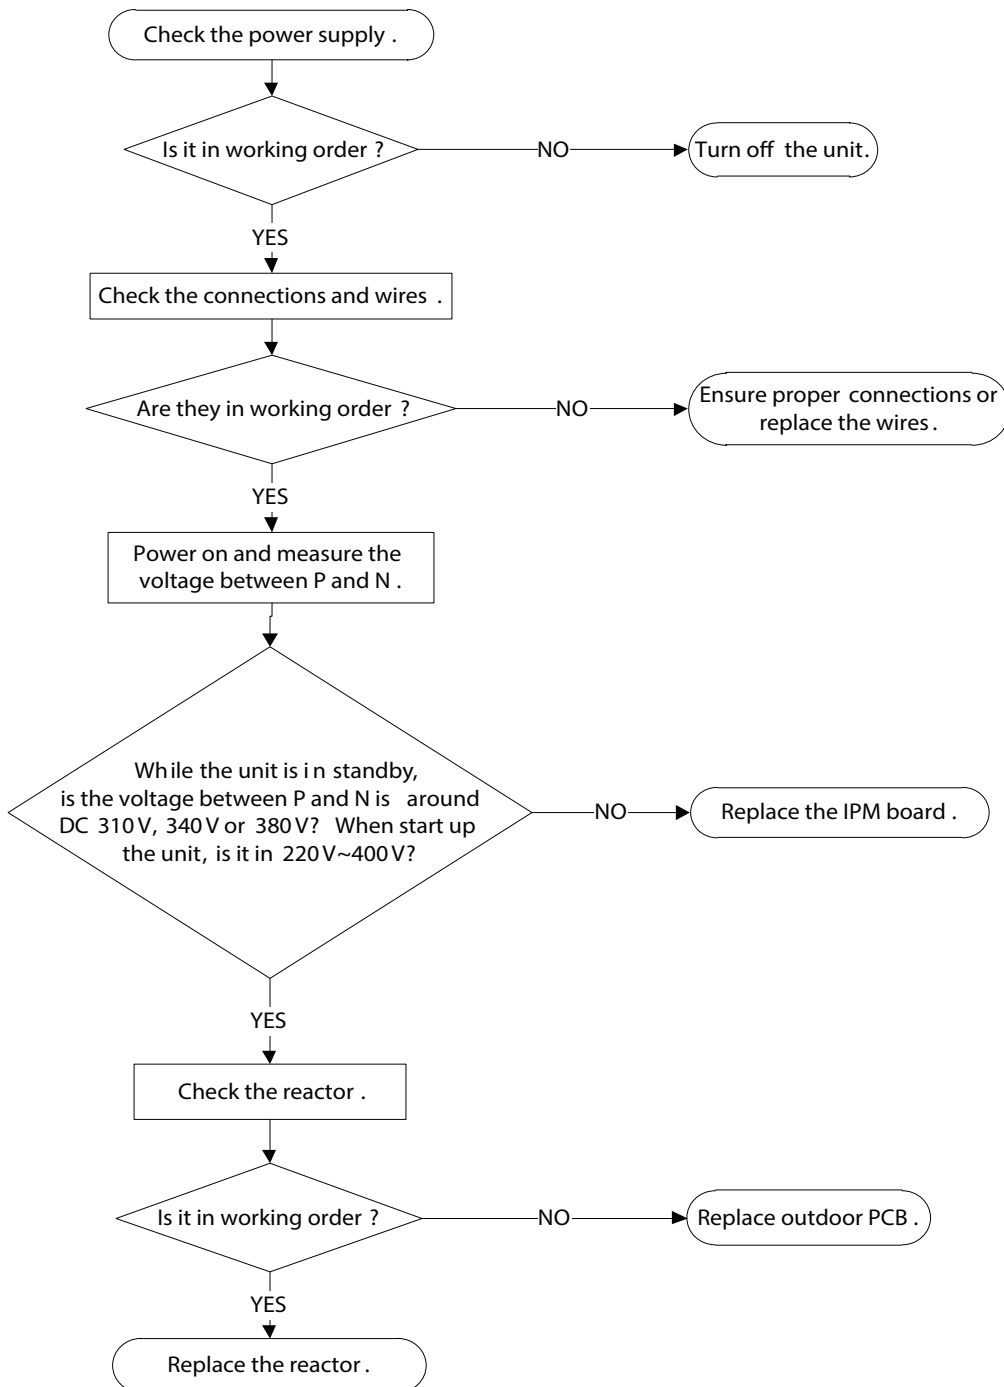 Check the power supply .
Is it in working order ?
NO
Turn off the unit.
YES
Check the connections and wires .
Are they in working order ?
NO
Ensure proper connections or
replace the wires .
YES
Power on and measure the
voltage between P and N .
While the unit is in standby,
is the voltage between P and N is around
DC 310 V, 340 V or 380 V? When start up
the unit, is it in 220 V~400 V?
NO
Replace the IPM board .
YES
Check the reactor .
Is it in working order ?
NO
Replace outdoor PCB .
YES
Replace the reactor .